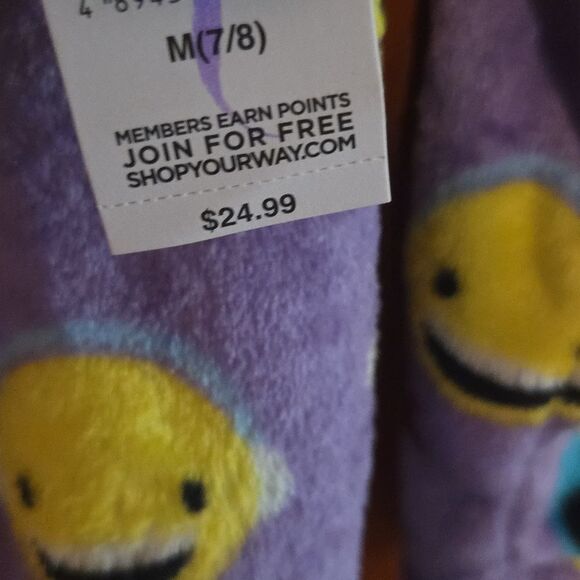 M(7/8)
MEMBERS EARN POINTS
JOIN FOR FREE
SHOPYOURWAY.COM
$24.99